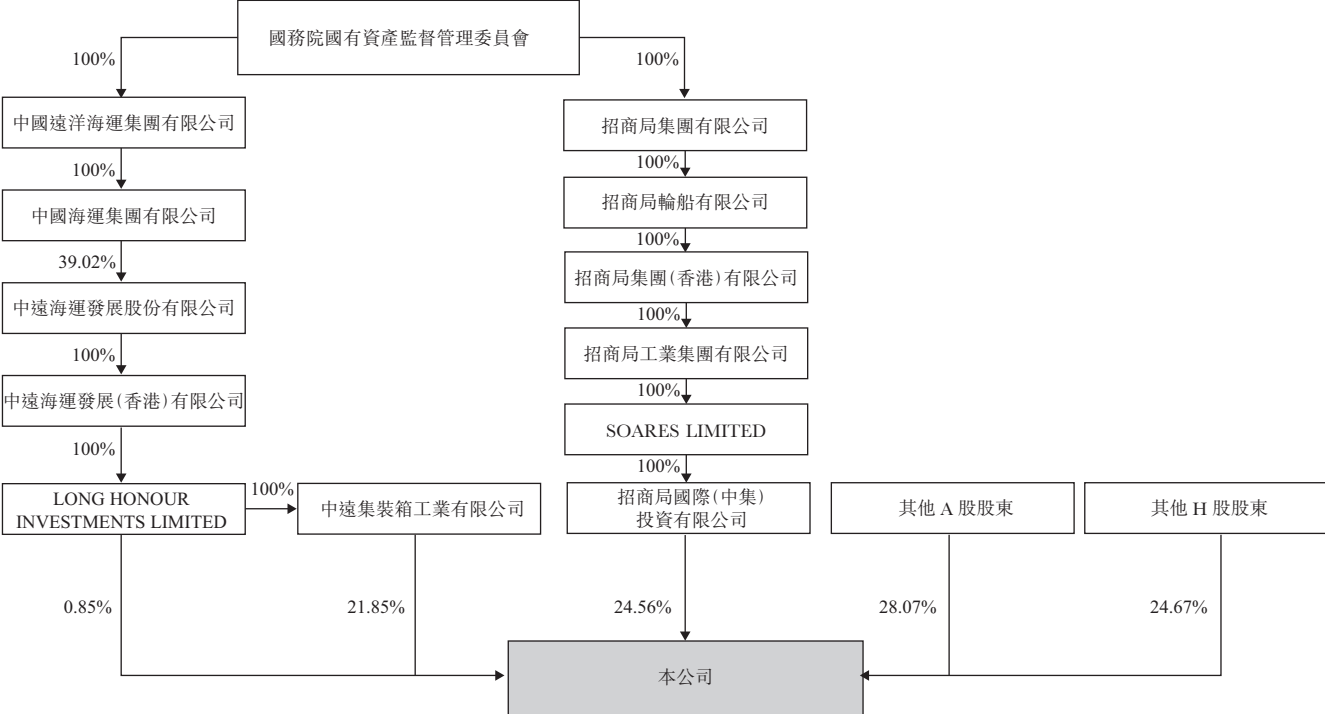 國務院國有資產監督管理委員會
100%
100%
中國遠洋海運集團有限公司
招商局集團有限公司
100%
100%
中國海運集團有限公司
招商局輪船有限公司
39.02%
100%
中遠海運發展股份有限公司
招商局集團(香港)有限公司
100%
100%
招商局工業集團有限公司
中遠海運發展(香港)有限公司
100%
SOARES LIMITED
100%
100%
LONG HONOUR
INVESTMENTS LIMITED
100%
中遠集裝箱工業有限公司
招商局國際(中集)
投資有限公司
其他 A 股股東
其他 H 股股東
0.85%
21.85%
24.56%
28.07%
24.67%
本公司